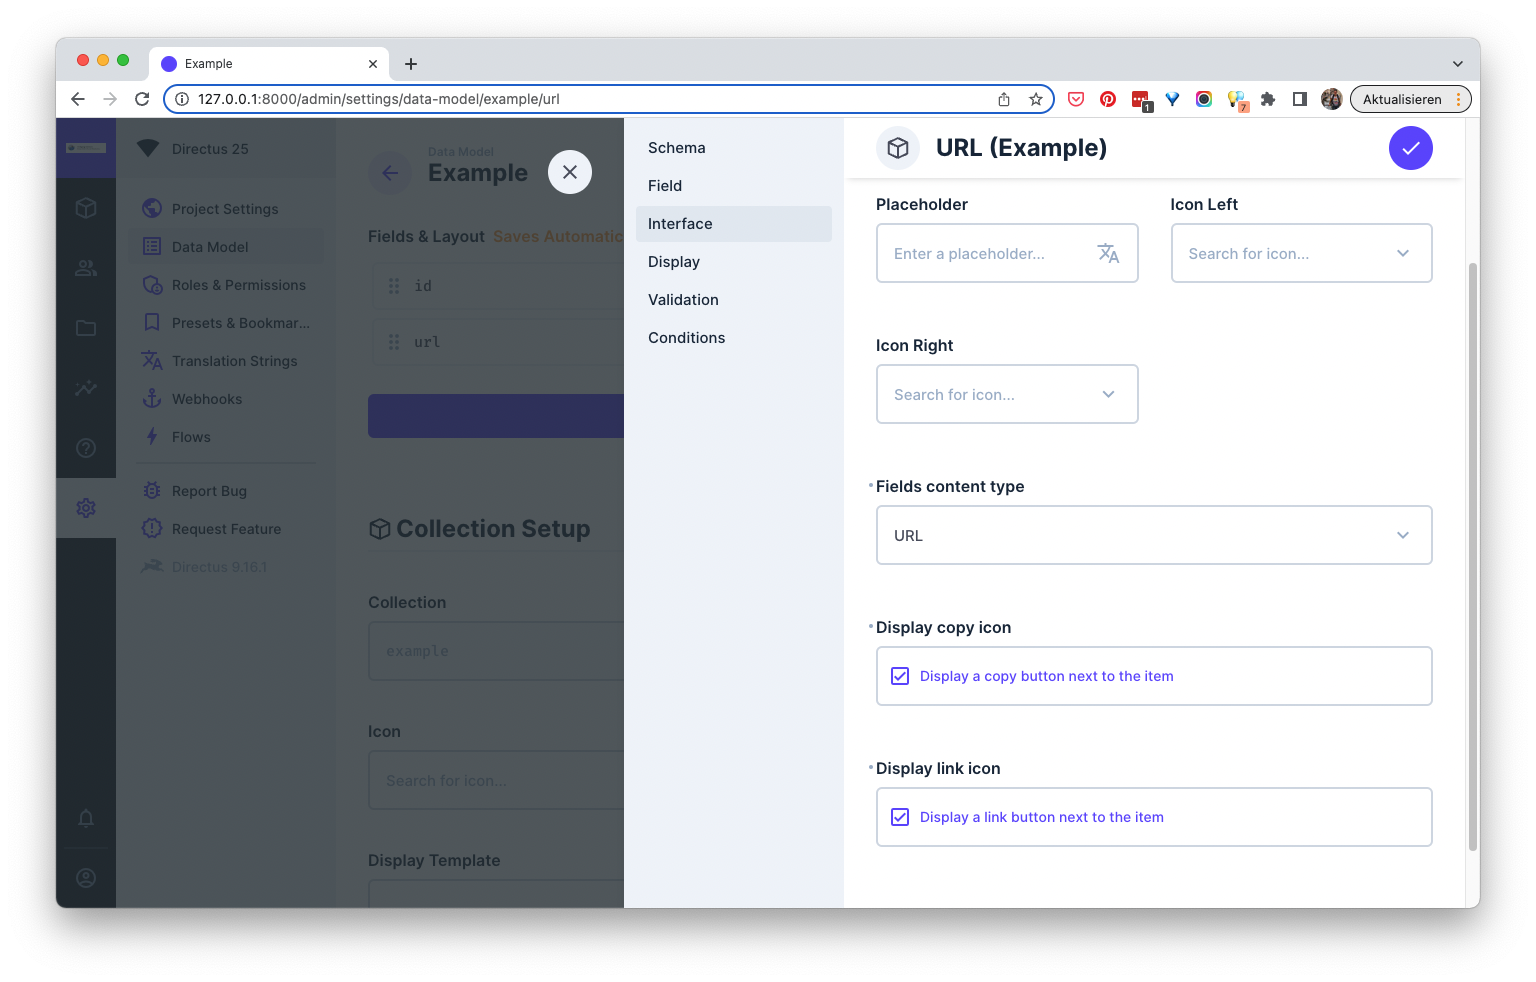 Example
127.0.0.1:8000/admin/settings/data-model/example/url
1
7
Aktualisieren
Directus 25
Project Settings
Data Model
Roles & Permissions
Presets & Bookmar...
Translation Strings
Webhooks
Flows
Report Bug
Request Feature
Directus 9.16.1
Data Model
Example
Fields & Layout Saves Automatic
id
url
Collection Setup
Collection
example
Icon
Search for icon...
Display Template
Schema
Field
Interface
Display
Validation
Conditions
URL (Example)
Placeholder
Enter a placeholder...
Icon Left
Search for icon...
Icon Right
Search for icon...
Fields content type
URL
Display copy icon
Display a copy button next to the item
Display link icon
Display a link button next to the item